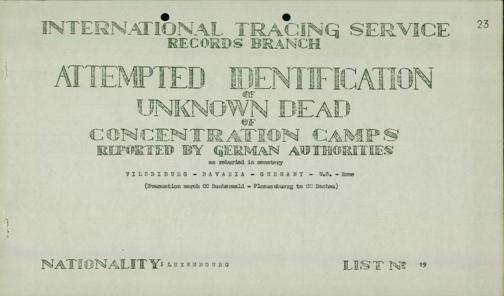 INTERNATIONAL TRACING SERVICE
23
RECORDS BRANCH
ATTEMPTED IDENTIFICATION
OF
UNKNOWN DEAD
OF
CONCENTRATION CAMPS
REPORTED BY GERMAN AUTHORITIES
as reburied in cemetery
VILSBIBURG - BAVARIA - GERMANY - U.S. - Zone
(Evacuation march CC Buchenwald - Flossenbuerg to CC Dachau)
NATIONALITY: LUXEMBOURG
LIST No 19